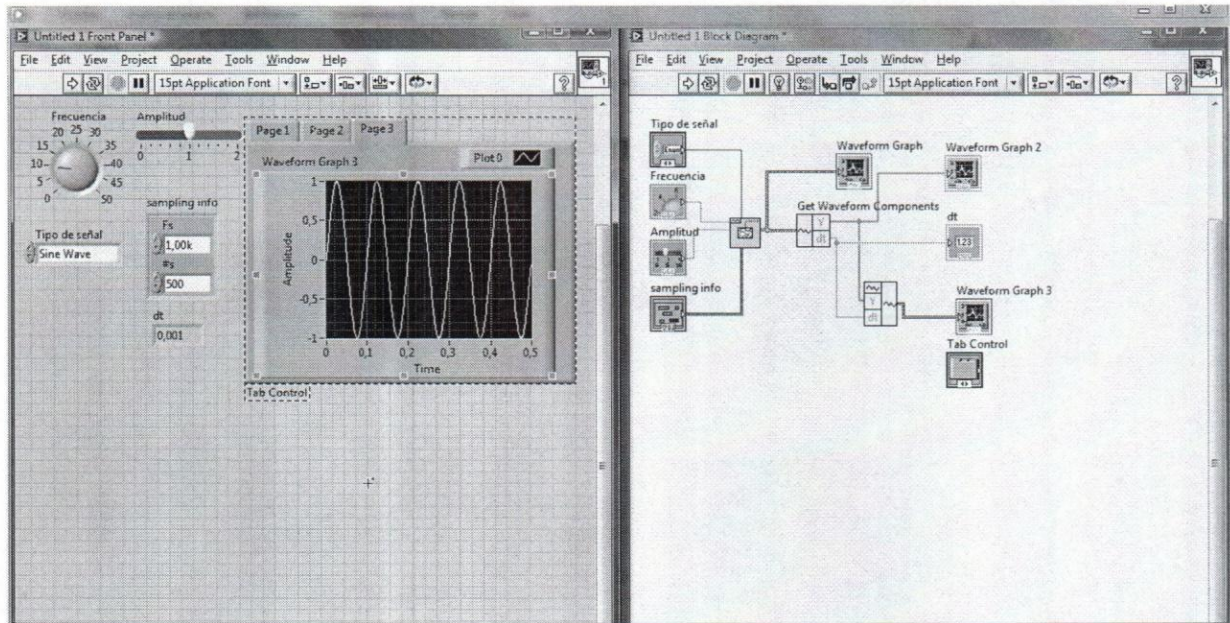 Untitled 1 Front Panel *
File Edit View Project Operate Tools Window Help
15pt Application Font
1
Frecuencia
20 25 30
15 35
10 40
5 45
0 50
Amplitud
0 1 2
Tipo de señal
Sine Wave
sampling info
Fs
1,00k
#s
500
dt
0,001
Page 1 Page 2 Page 3
Waveform Graph 3
Plot 0
Amplitude
1
0,5
0
-0,5
-1
0 0,1 0,2 0,3 0,4 0,5
Time
Tab Control
Untitled 1 Block Diagram *
File Edit View Project Operate Tools Window Help
15pt Application Font
1
Tipo de señal
Frecuencia
Amplitud
sampling info
Waveform Graph
Waveform Graph 2
Get Waveform Components
Y
dt
dt
1.23
Y
dt
Waveform Graph 3
Tab Control